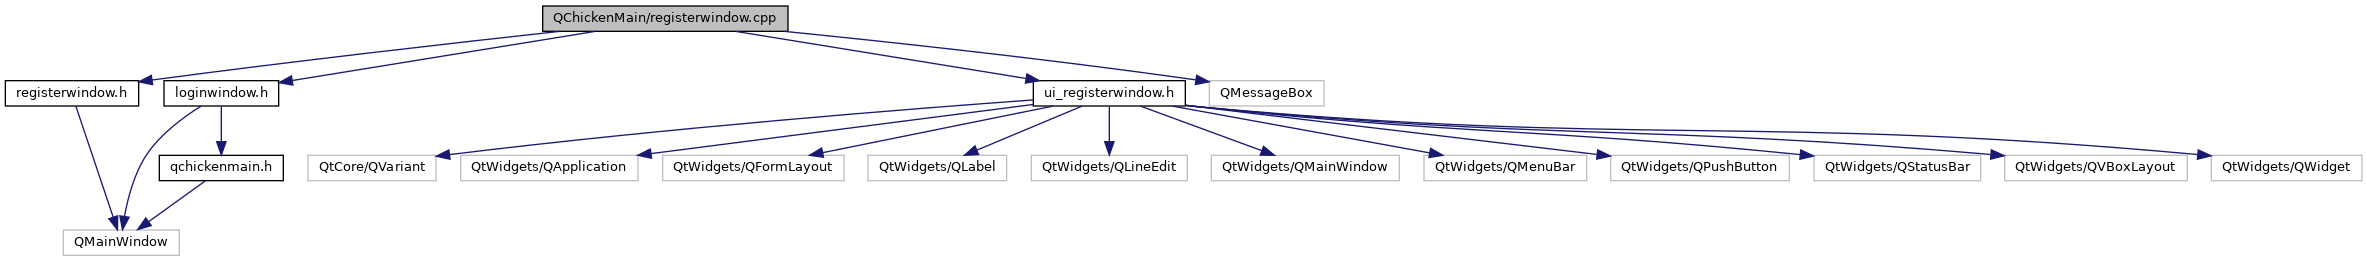 QChickenMain/registerwindow.cpp
registerwindow.h
loginwindow.h
ui_registerwindow.h
QMessageBox
qchickenmain.h
QtCore/QVariant
QtWidgets/QApplication
QtWidgets/QFormLayout
QtWidgets/QLabel
QtWidgets/QLineEdit
QtWidgets/QMainWindow
QtWidgets/QMenuBar
QtWidgets/QPushButton
QtWidgets/QStatusBar
QtWidgets/QVBoxLayout
QtWidgets/QWidget
QMainWindow